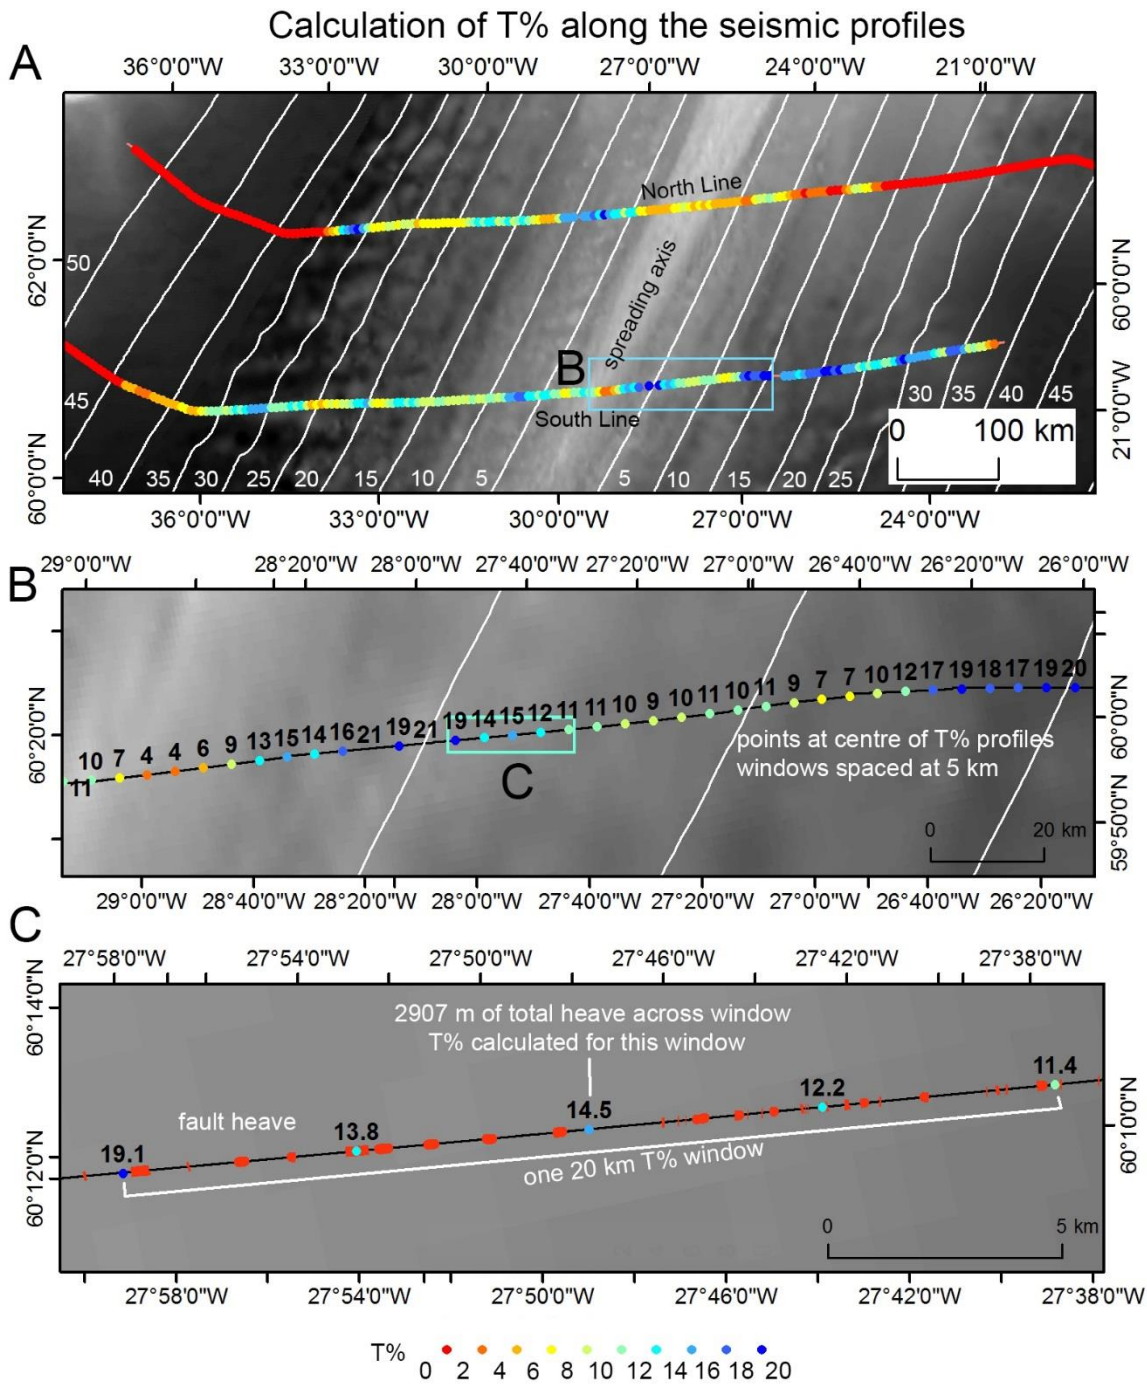 Calculation of T% along the seismic profiles
A
36°0'0"W 33°0'0"W 30°0'0"W 27°0'0"W 24°0'0"W 21°0'0"W
62°0'0"N
60°0'0"N
North Line
spreading axis
B
South Line
50
45
40 35 30 25 20 15 10 5 5 10 15 20 25
30 35 40 45
0 100 km
60°0'0"N
21°0'0"W
36°0'0"W 33°0'0"W 30°0'0"W 27°0'0"W 24°0'0"W
B
29°0'0"W 28°20'0"W 28°0'0"W 27°40'0"W 27°20'0"W 27°0'0"W 26°40'0"W 26°20'0"W 26°0'0"W
60°20'0"N
11 10 7 4 4 6 9 13 15 14 16 21 19 21 19 14 15 12 11 11 10 9 10 11 10 11 9 7 7 10 12 17 19 18 17 19 20
C
points at centre of T% profiles
windows spaced at 5 km
0 20 km
60°0'0"N
59°50'0"N
29°0'0"W 28°40'0"W 28°20'0"W 28°0'0"W 27°40'0"W 27°20'0"W 27°0'0"W 26°40'0"W 26°20'0"W
C
27°58'0"W 27°54'0"W 27°50'0"W 27°46'0"W 27°42'0"W 27°38'0"W
60°14'0"N
60°12'0"N
2907 m of total heave across window
T% calculated for this window
fault heave
19.1 13.8 14.5 12.2 11.4
one 20 km T% window
0 5 km
60°10'0"N
27°58'0"W 27°54'0"W 27°50'0"W 27°46'0"W 27°42'0"W 27°38'0"W
T%
0 2 4 6 8 10 12 14 16 18 20